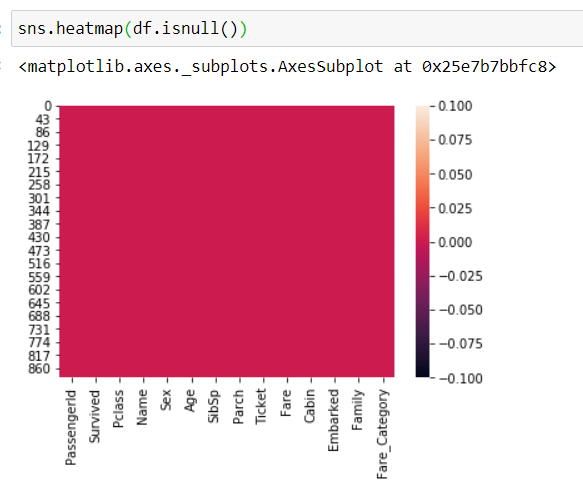 sns.heatmap(df.isnull())
<matplotlib.axes._subplots.AxesSubplot at 0x25e7b7bbfc8>
0
43
86
129
172
215
258
301
344
387
430
473
516
559
602
645
688
731
774
817
860
PassengerId
Survived
Pclass
Name
Sex
Age
SibSp
Parch
Ticket
Fare
Cabin
Embarked
Family
Fare_Category
0.100
0.075
0.050
0.025
0.000
−0.025
−0.050
−0.075
−0.100